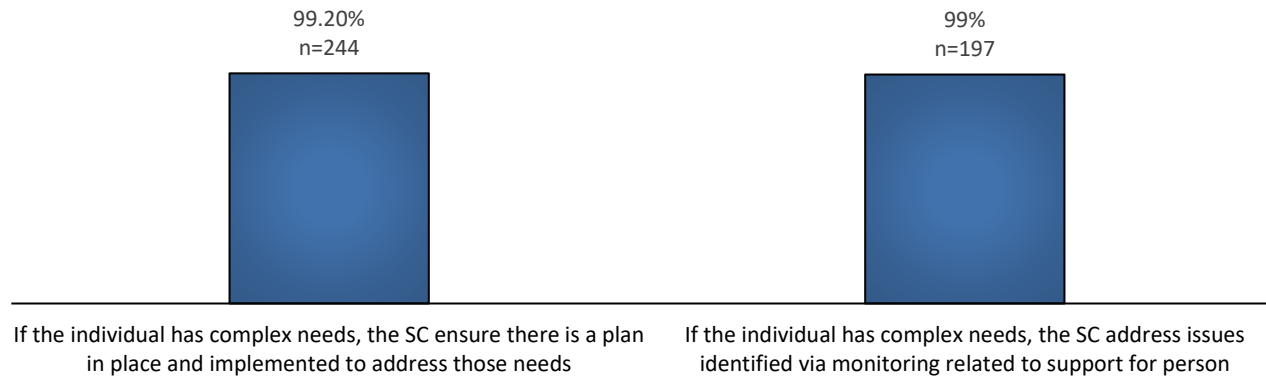 99.20%
n=244
99%
n=197
If the individual has complex needs, the SC ensure there is a plan
in place and implemented to address those needs
If the individual has complex needs, the SC address issues
identified via monitoring related to support for person